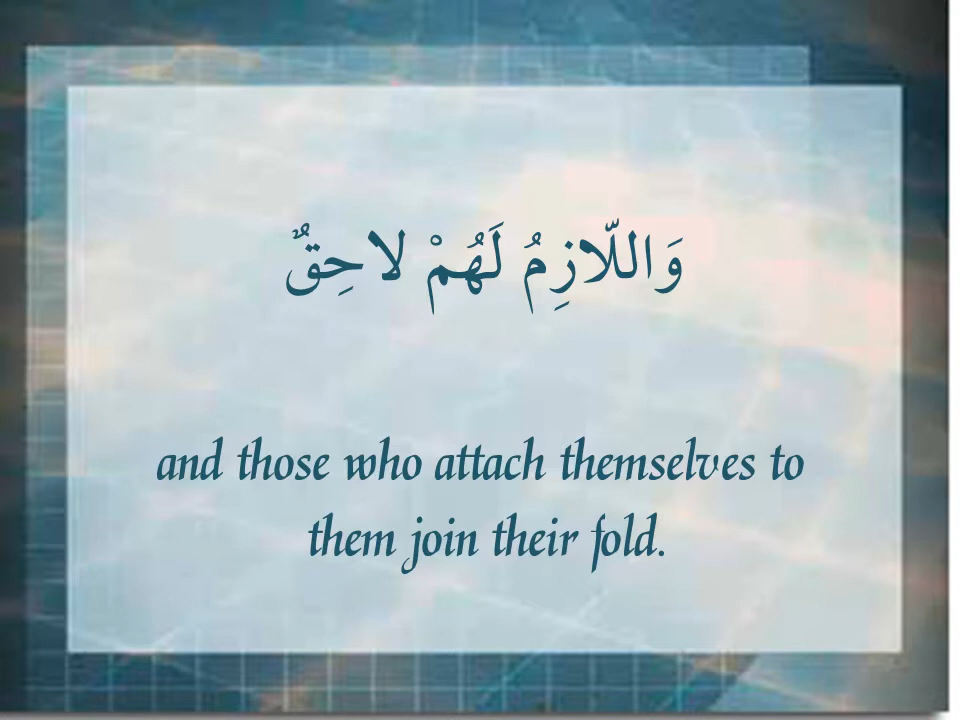 وَاللّازِمُ لَهُمْ لاحِقٌ
and those who attach themselves to
them join their fold.